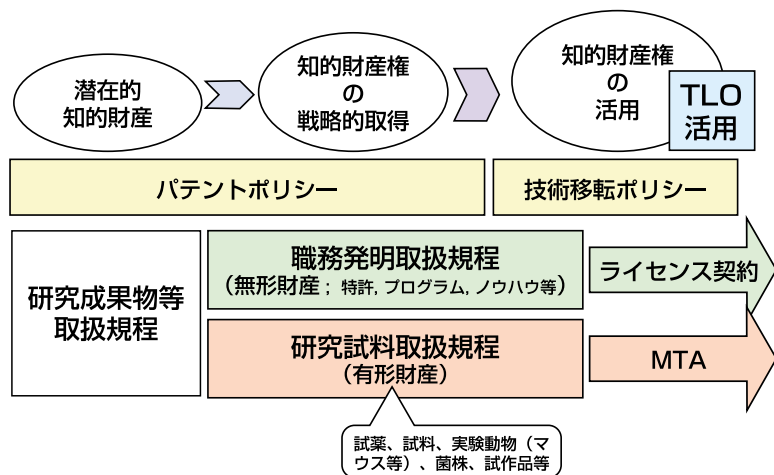 潜在的
知的財産
知的財産権
の
戦略的取得
知的財産権
の
活用
TLO
活用
パテントポリシー
技術移転ポリシー
研究成果物等
取扱規程
職務発明取扱規程
（無形財産；特許，プログラム，ノウハウ等）
ライセンス契約
研究試料取扱規程
（有形財産）
MTA
試薬、試料、実験動物（マ
ウス等）、菌株、試作品等